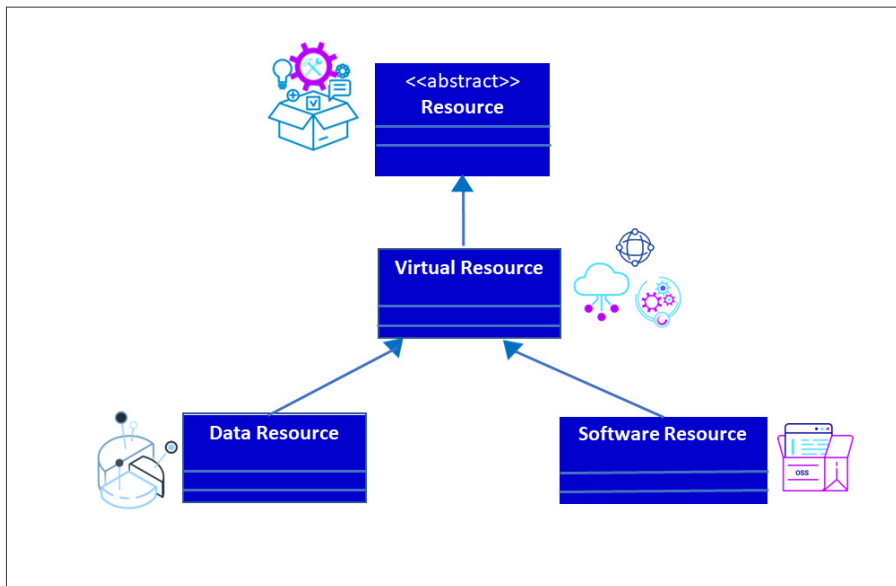 <<abstract>>
Resource
Virtual Resource
Data Resource
Software Resource
OSS